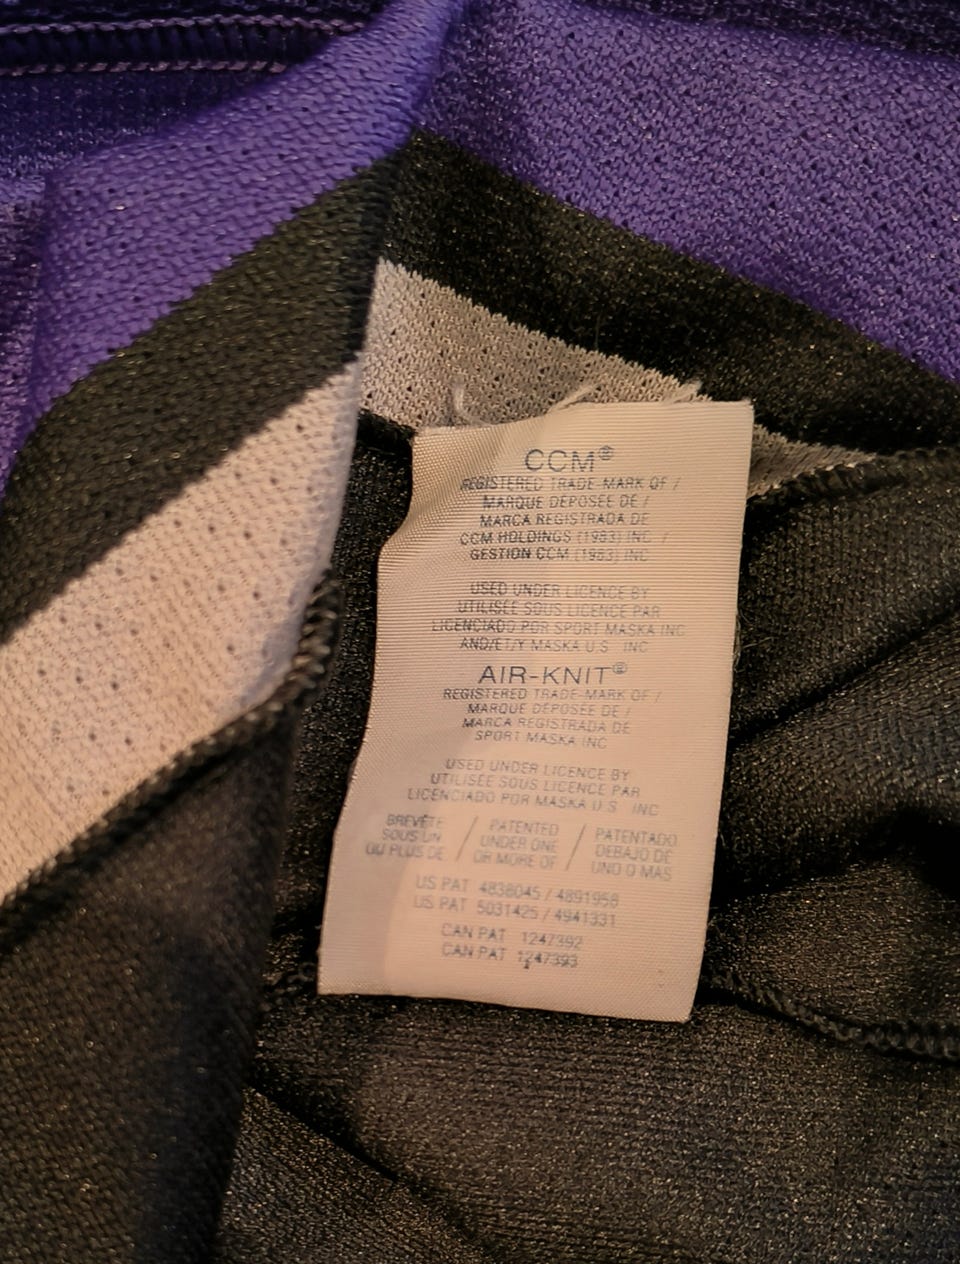 CCM®
REGISTERED TRADE-MARK OF /
MARQUE DÉPOSÉE DE /
MARCA REGISTRADA DE
CCM HOLDINGS (1983) INC /
GESTION CCM (1983) INC
USED UNDER LICENCE BY
UTILISÉE SOUS LICENCE PAR
LICENCIADO POR SPORT MASKA INC
AND/ET/Y MASKA U.S INC
AIR-KNIT®
REGISTERED TRADE-MARK OF /
MARQUE DÉPOSÉE DE /
MARCA REGISTRADA DE
SPORT MASKA INC
USED UNDER LICENCE BY
UTILISÉE SOUS LICENCE PAR
LICENCIADO POR MASKA U S INC
BREVÉTÉ / PATENTED / PATENTADO
SOUS UN UNDER ONE DEBAJO DE
OU PLUS DE OR MORE OF UNO O MAS
US PAT 4838045 / 4891958
US PAT 5031425 / 4941331
CAN PAT 1247392
CAN PAT 1247393